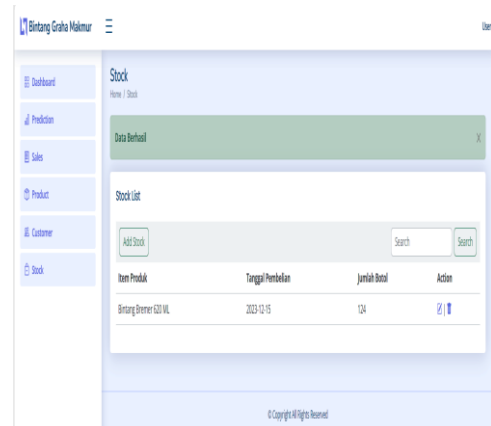 Bintang Graha Makmur
User
Dashboard
Prediction
Sales
Product
Customer
Stock
Stock
Home / Stock
Data Berhasil
X
Stock List
Add Stock
Search
Search
Item Produk Tanggal Pembelian Jumlah Botol Action
Bintang Bremer 620 ML 2023-12-15 124 |
© Copyright All Rights Reserved